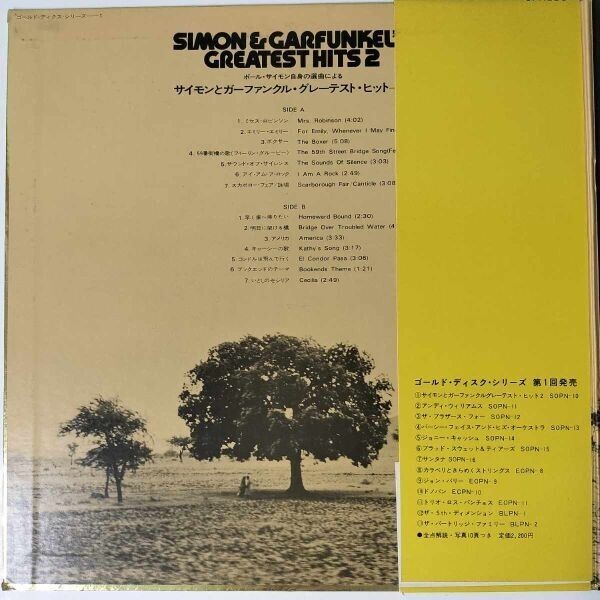 ゴールド・ディスク・シリーズ——1
SIMON & GARFUNKEL'
GREATEST HITS 2
ポール・サイモン自身の選曲による
サイモンとガーファンクル・グレーテスト・ヒット
SIDE A
1. ミセス・ロビンソン Mrs. Robinson (4:02)
2. エミリー・エミリー For Emily, Whenever I May Fin
3. ボクサー The Boxer (5:08)
4. 59番街橋の歌(フィーリン・グルービー) The 59th Street Bridge Song(Fe
5. サウンド・オブ・サイレンス The Sounds Of Silence (3:03)
6. アイ・アム・ア・ロック I Am A Rock (2:49)
7. スカボロー・フェア/詠唱 Scarborough Fair/Canticle (3:08
SIDE B
1. 早く家に帰りたい Homeward Bound (2:30)
2. 明日に架ける橋 Bridge Over Troubled Water (4
3. アメリカ America (3:33)
4. キャシーの歌 Kathy's Song (3:17)
5. コンドルは飛んで行く El Condor Pasa (3:06)
6. ブックエンドのテーマ Bookends Theme (1:21)
7. いとしのセシリア Cecilia (2:49)
ゴールド・ディスク・シリーズ 第1回発売
①サイモンとガーファンクルグレーテスト・ヒット2 SOPN-10
②アンディ・ウィリアムス SOPN-11
③ザ・ブラザース・フォー SOPN-12
④パーシー・フェイス・アンド・ヒズ・オーケストラ SOPN-13
⑤ジョニー・キャッシュ SOPN-14
⑥ブラッド・スウェット&ティアーズ SOPN-15
⑦サンタナ SOPN-16
⑧カラベリときらめくストリングス ECPN-8
⑨ジョン・バリー ECPN-9
⑩ドノバン ECPN-10
⑪トリオ・ロス・パンチョス ECPN-11
⑫ザ・5th・ディメンション BLPN-1
⑬ザ・パートリッジ・ファミリー BLPN-2
●全点解説・写真10頁つき 定価2,200円